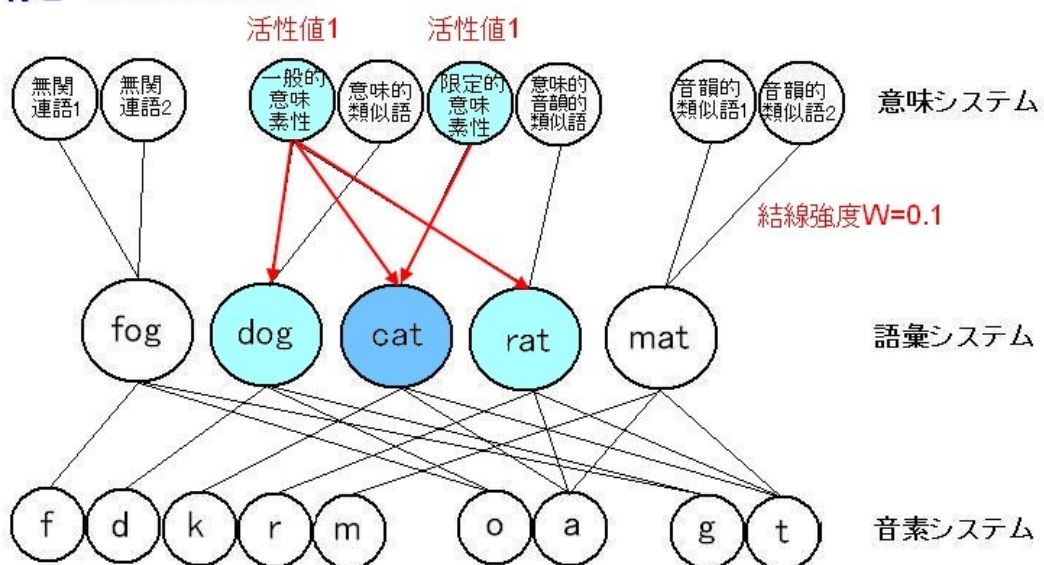 活性値1
活性値1
無関
連語1
無関
連語2
一般的
意味
素性
意味的
類似語
限定的
意味
素性
意味的
音韻的
類似語
音韻的
類似語1
音韻的
類似語2
意味システム
結線強度W=0.1
fog
dog
cat
rat
mat
語彙システム
f
d
k
r
m
o
a
g
t
音素システム